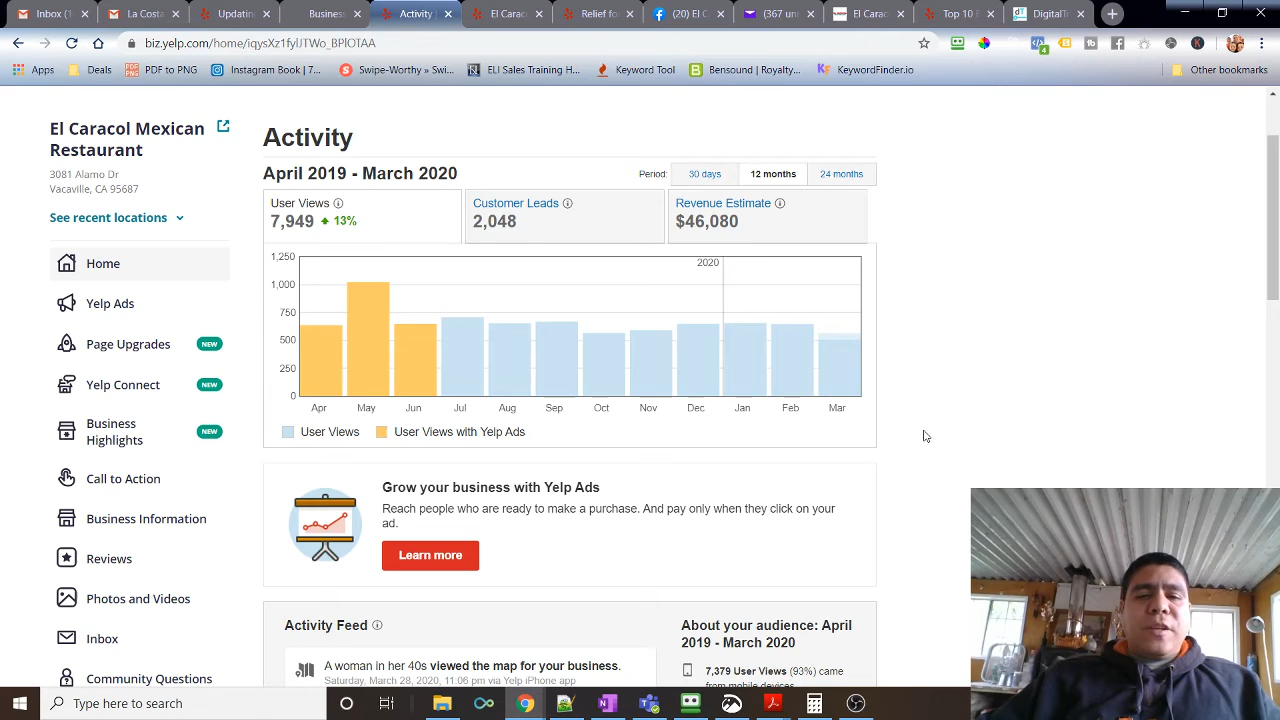 Inbox (1
La Costa
Updatin
Business
Activity
El Carac
Relief fo
(20) El C
(367 un
El Carac
Top 10 B
DigitalTr
biz.yelp.com/home/iqysXz1fylJTWo_BPlOTAA
Apps
Deals
PDF to PNG
Instagram Book | 7...
Swipe-Worthy » Swi...
ELI Sales Training H...
Keyword Tool
Bensound | Royalty...
KeywordFinder.io
Other bookmarks
El Caracol Mexican
Restaurant
3081 Alamo Dr
Vacaville, CA 95687
See recent locations
Home
Yelp Ads
Page Upgrades NEW
Yelp Connect NEW
Business
Highlights NEW
Call to Action
Business Information
Reviews
Photos and Videos
Inbox
Community Questions
Activity
April 2019 - March 2020
Period: 30 days 12 months 24 months
User Views
7,949 13%
Customer Leads
2,048
Revenue Estimate
$46,080
2020
1,250
1,000
750
500
250
0
Apr May Jun Jul Aug Sep Oct Nov Dec Jan Feb Mar
User Views User Views with Yelp Ads
Grow your business with Yelp Ads
Reach people who are ready to make a purchase. And pay only when they click on your
ad.
Learn more
Activity Feed
A woman in her 40s viewed the map for your business.
Saturday, March 28, 2020, 11:06 pm via Yelp iPhone app
About your audience: April
2019 - March 2020
7,379 User Views (93%) came
from mobile devices
Type here to search